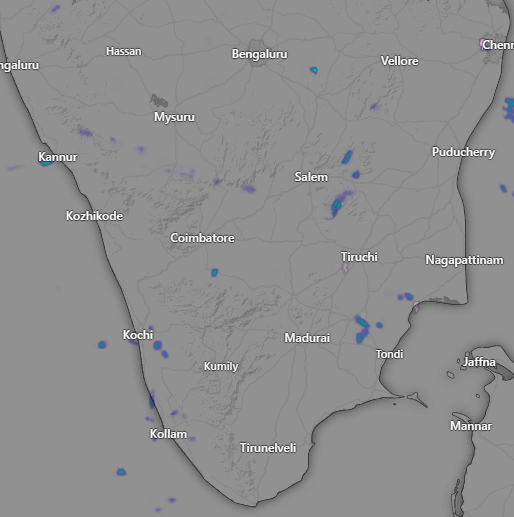 Hassan
Bengaluru
Chenn
ngaluru
Vellore
Mysuru
Kannur
Puducherry
Salem
Kozhikode
Coimbatore
Tiruchi
Nagapattinam
Kochi
Madurai
Tondi
Kumily
Jaffna
Mannar
Kollam
Tirunelveli